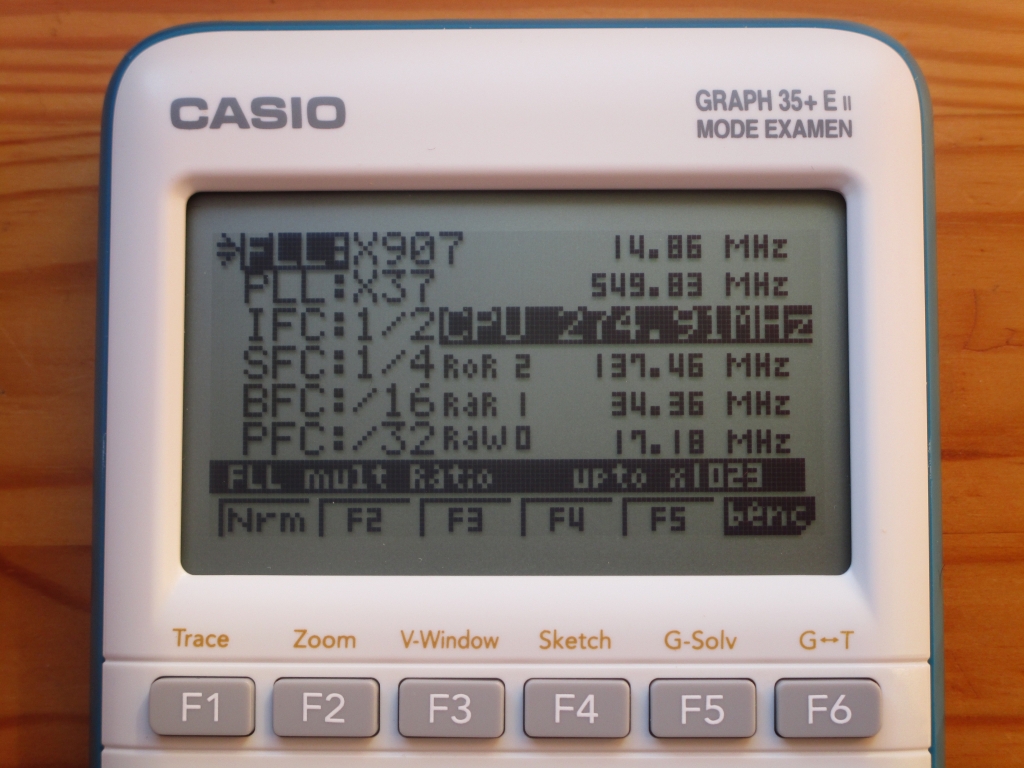 CASIO
GRAPH 35+ E II
MODE EXAMEN
FLL:X907 14.86 MHz
PLL:X37 549.83 MHz
IFC:1/2 CPU 274.91MHz
SFC:1/4 RoR 2 137.46 MHz
BFC:/16 RaR 1 34.36 MHz
PFC:/32 RaW 0 17.18 MHz
FLL mult Ratio upto x1023
Nrm F2 F3 F4 F5 benc
Trace Zoom V-Window Sketch G-Solv G↔T
F1 F2 F3 F4 F5 F6